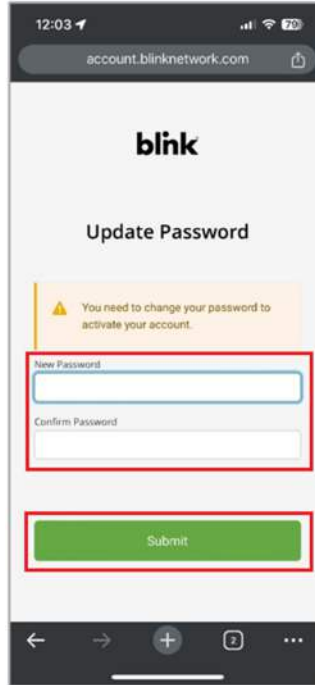 12:03
79
account.blinknetwork.com
blink
Update Password
You need to change your password to
activate your account.
New Password
Confirm Password
Submit
2